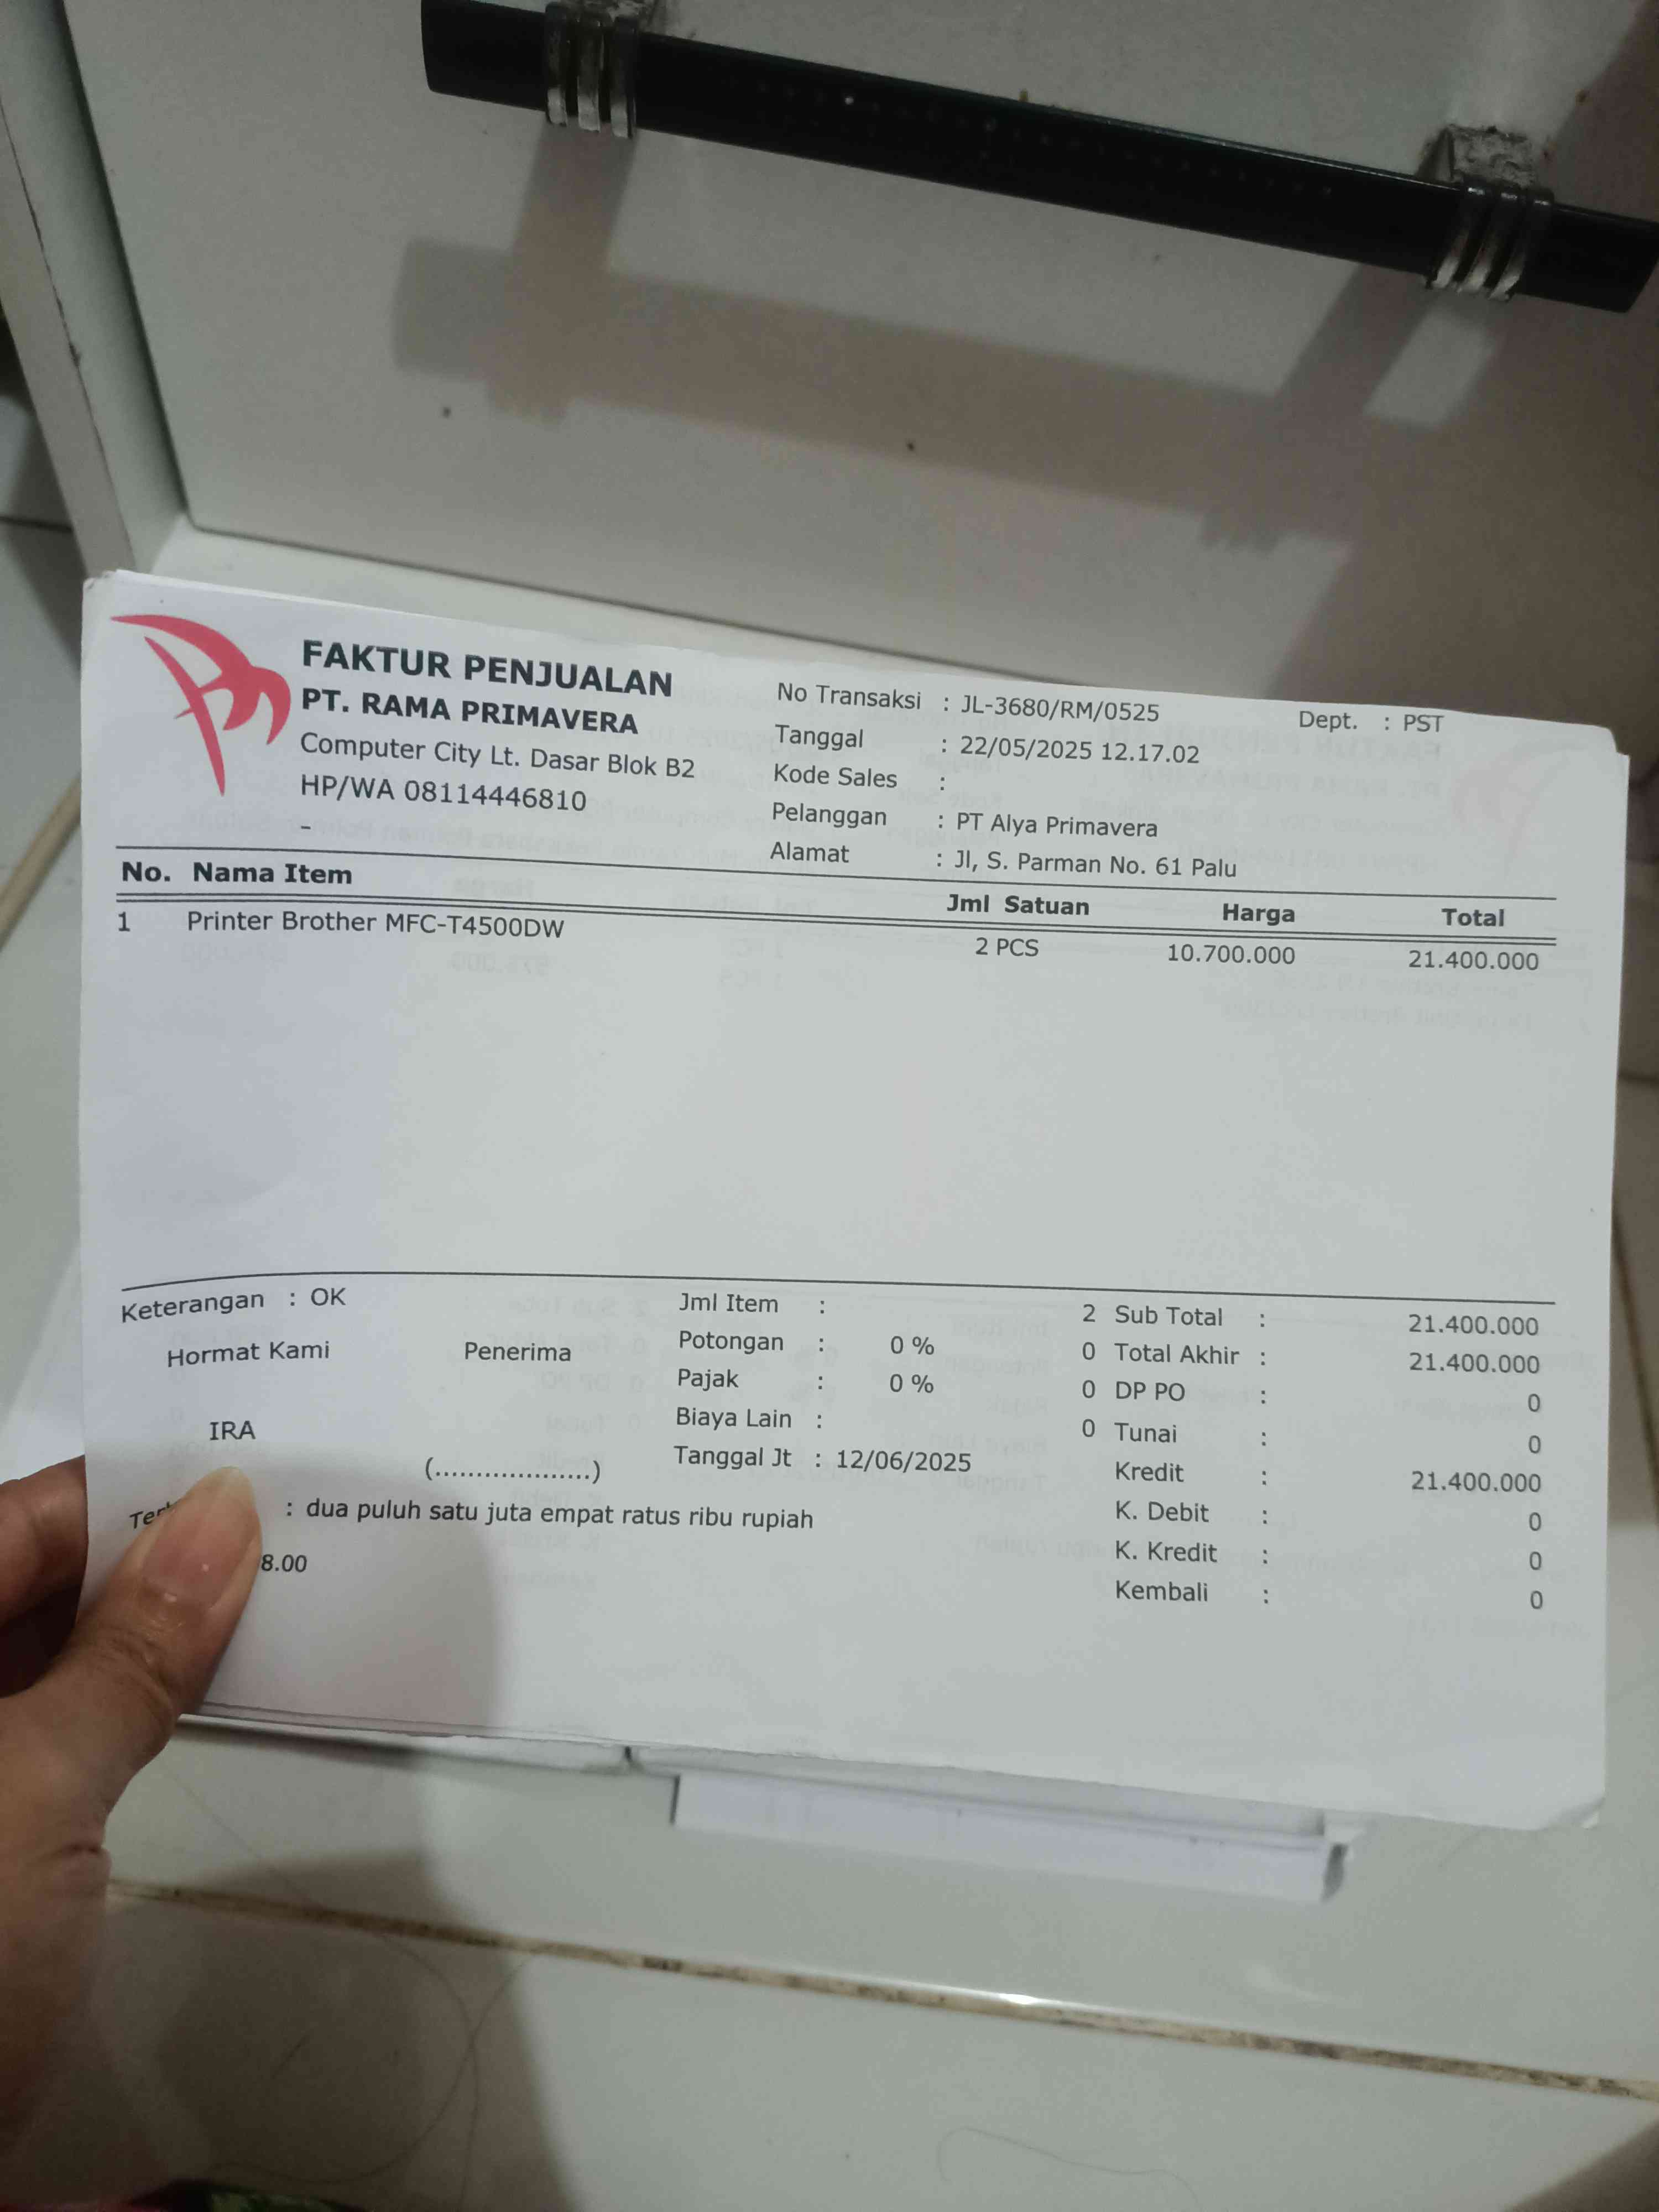 FAKTUR PENJUALAN
PT. RAMA PRIMAVERA
Computer City Lt. Dasar Blok B2
HP/WA 08114446810
-
No Transaksi : JL-3680/RM/0525 Dept. : PST
Tanggal : 22/05/2025 12.17.02
Kode Sales :
Pelanggan : PT Alya Primavera
Alamat : Jl, S. Parman No. 61 Palu
No. Nama Item Jml Satuan Harga Total
1 Printer Brother MFC-T4500DW 2 PCS 10.700.000 21.400.000
Keterangan : OK
Hormat Kami Penerima
IRA
(...................)
Jml Item : 2
Potongan : 0 % 0
Pajak : 0 % 0
Biaya Lain : 0
Tanggal Jt : 12/06/2025
Sub Total : 21.400.000
Total Akhir : 21.400.000
DP PO : 0
Tunai : 0
Kredit : 21.400.000
K. Debit : 0
K. Kredit : 0
Kembali : 0
: dua puluh satu juta empat ratus ribu rupiah
8.00